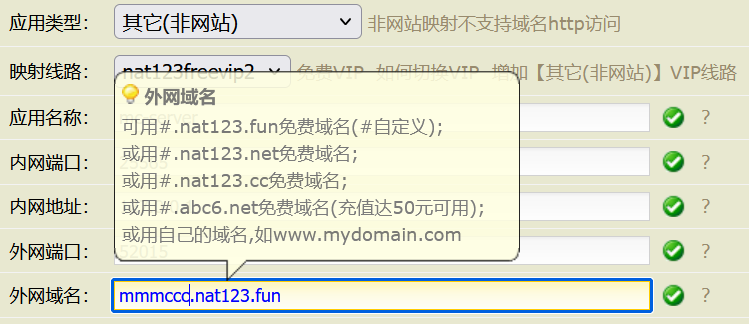 应用类型： 其它(非网站) 非网站映射不支持域名http访问
映射线路： nat123freevip2 免费VIP 如何切换VIP 增加【其它(非网站)】VIP线路
外网域名
应用名称： ?
可用#.nat123.fun免费域名(#自定义);
或用#.nat123.net免费域名;
内网端口： ?
或用#.nat123.cc免费域名;
内网地址： ?
或用#.abc6.net免费域名(充值达50元可用);
或用自己的域名,如www.mydomain.com
外网端口： 52015 ?
外网域名： mmmccc.nat123.fun ?